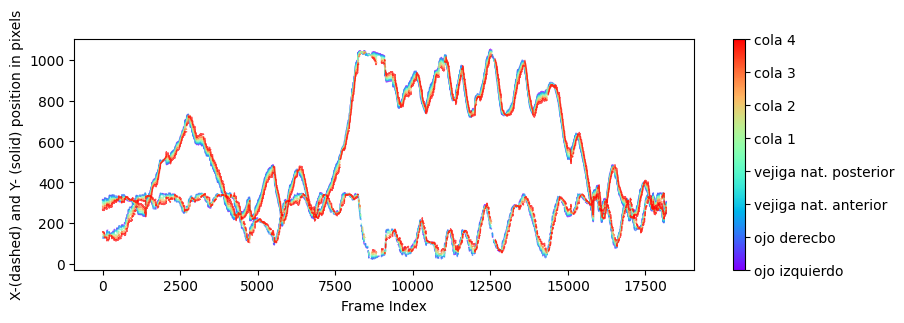 X-(dashed) and Y- (solid) position in pixels
1000
800
600
400
200
0
0 2500 5000 7500 10000 12500 15000 17500
Frame Index
cola 4
cola 3
cola 2
cola 1
vejiga nat. posterior
vejiga nat. anterior
ojo derecbo
ojo izquierdo